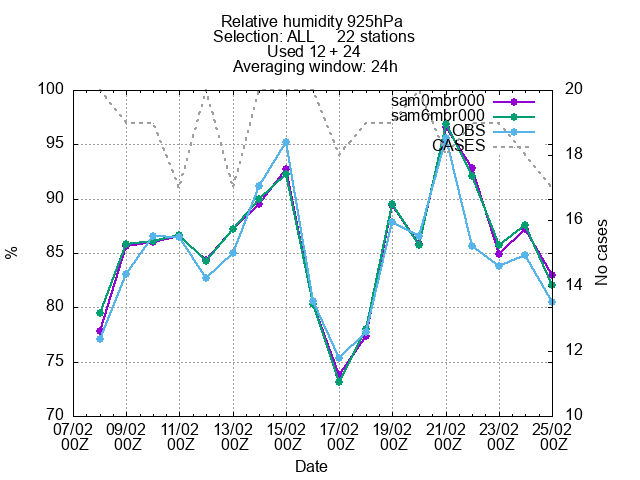 Relative humidity 925hPa
Selection: ALL 22 stations
Used 12 + 24
Averaging window: 24h
100
95
90
85
80
75
70
%
20
18
16
14
12
10
No cases
sam0mbr000
sam6mbr000
OBS
CASES
07/02 09/02 11/02 13/02 15/02 17/02 19/02 21/02 23/02 25/02
00Z 00Z 00Z 00Z 00Z 00Z 00Z 00Z 00Z 00Z
Date